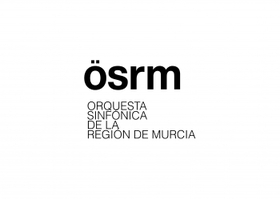 ösrm
ORQUESTA
SINFÓNICA
DE LA
REGIÓN DE MURCIA